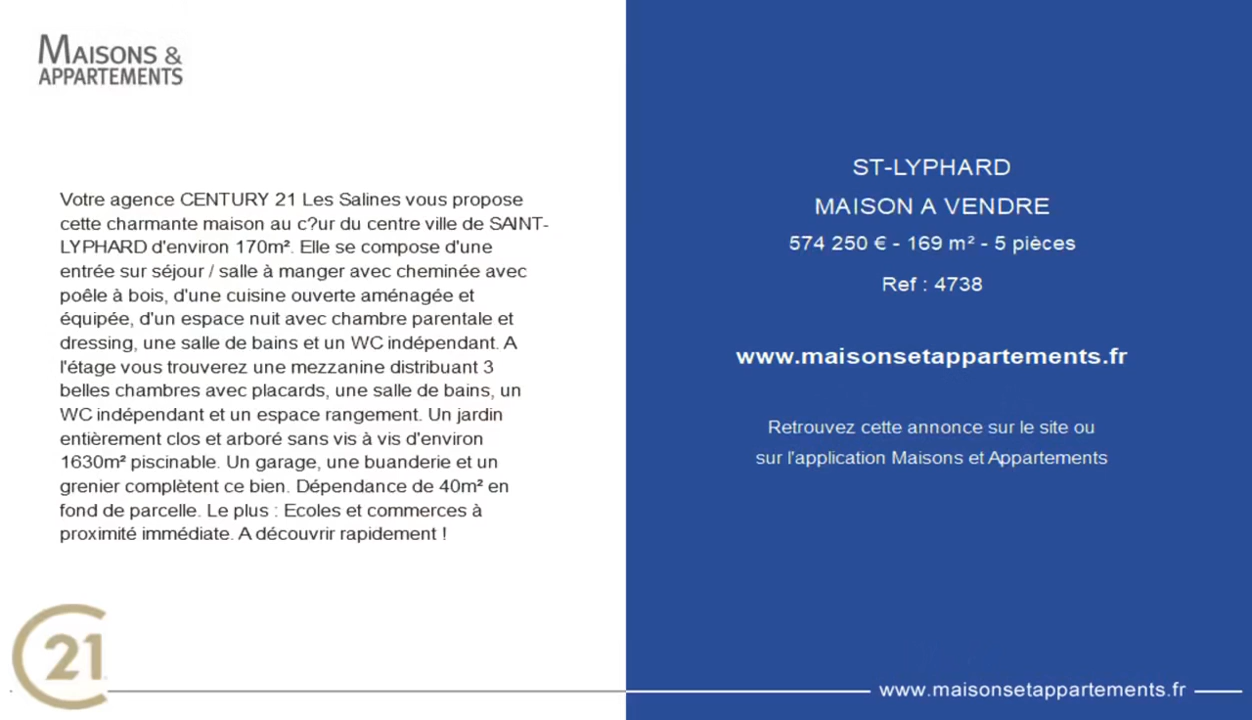 MAISONS &
APPARTEMENTS
Votre agence CENTURY 21 Les Salines vous propose
cette charmante maison au c?ur du centre ville de SAINT-
LYPHARD d'environ 170m². Elle se compose d'une
entrée sur séjour / salle à manger avec cheminée avec
poêle à bois, d'une cuisine ouverte aménagée et
équipée, d'un espace nuit avec chambre parentale et
dressing, une salle de bains et un WC indépendant. A
l'étage vous trouverez une mezzanine distribuant 3
belles chambres avec placards, une salle de bains, un
WC indépendant et un espace rangement. Un jardin
entièrement clos et arboré sans vis à vis d'environ
1630m² piscinable. Un garage, une buanderie et un
grenier complètent ce bien. Dépendance de 40m² en
fond de parcelle. Le plus : Ecoles et commerces à
proximité immédiate. A découvrir rapidement !
C21
ST-LYPHARD
MAISON A VENDRE
574 250 € - 169 m² - 5 pièces
Ref : 4738
www.maisonsetappartements.fr
Retrouvez cette annonce sur le site ou
sur l'application Maisons et Appartements
www.maisonsetappartements.fr